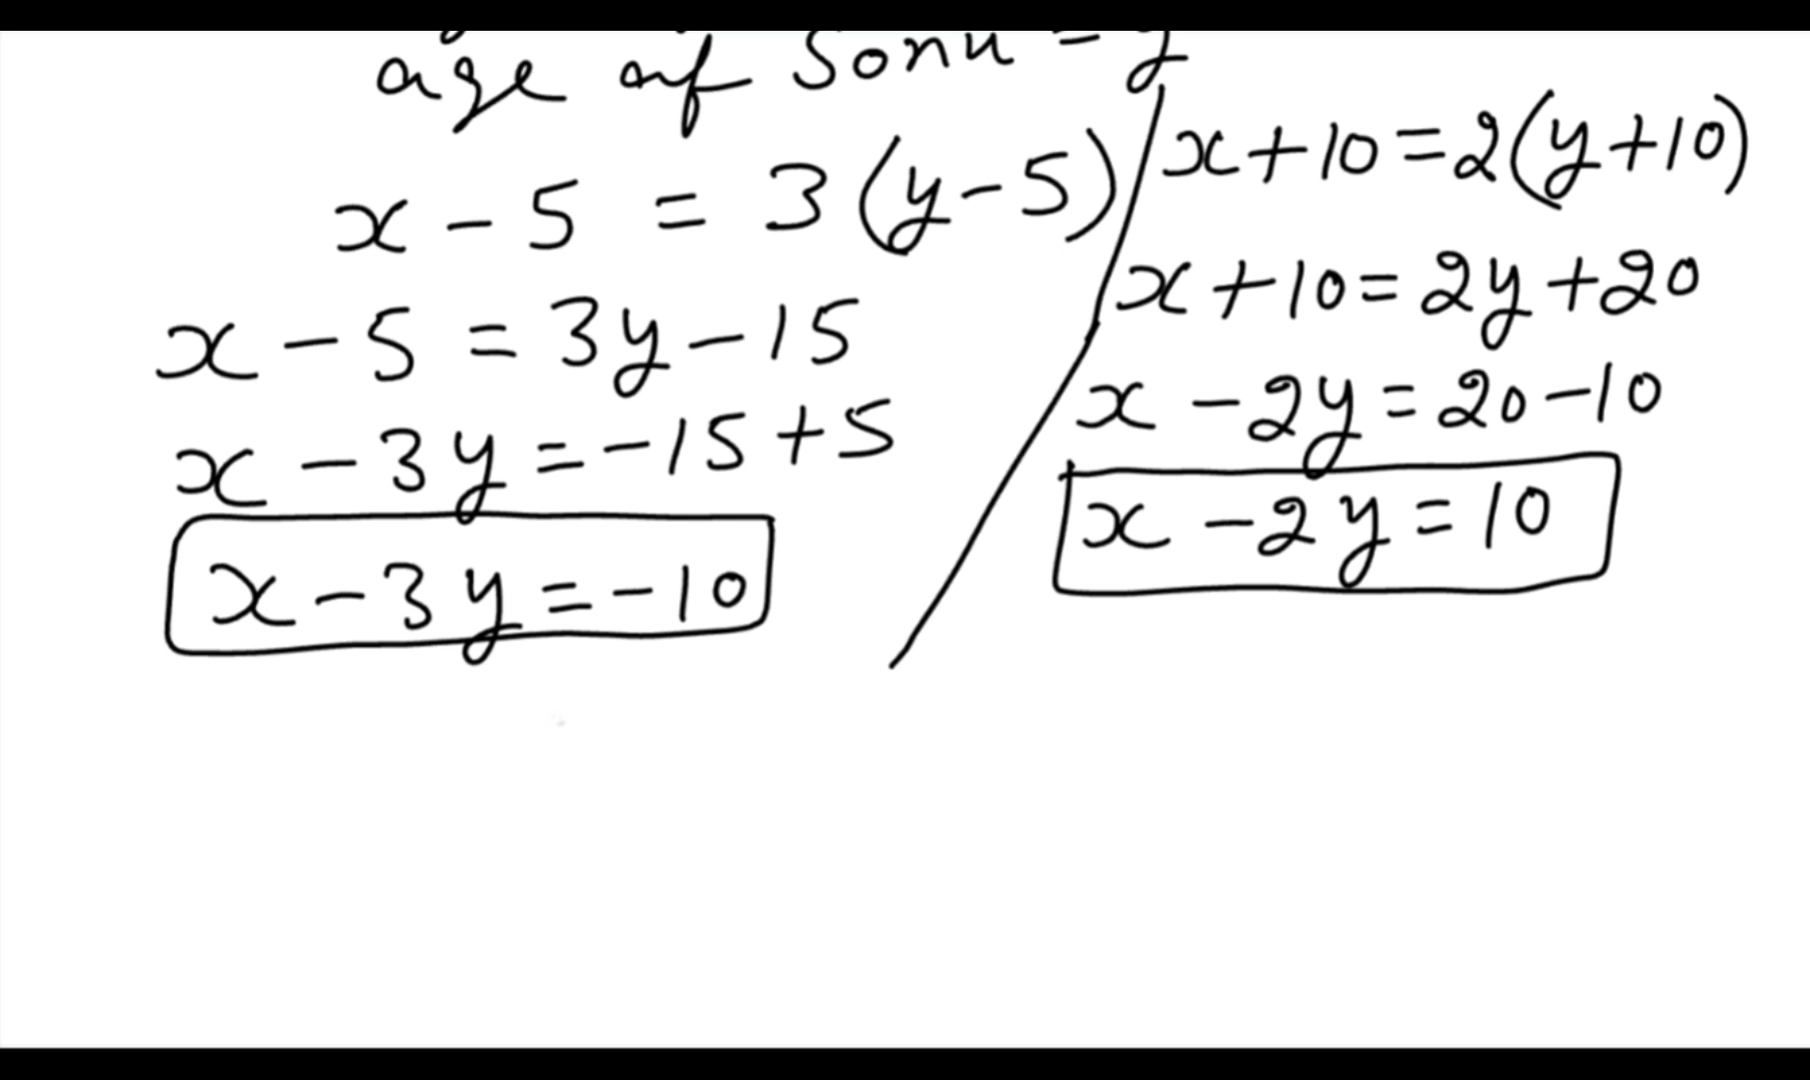 age of Sonu = y
x - 5 = 3(y-5)
x - 5 = 3y - 15
x - 3y = -15 + 5
x - 3y = -10
x + 10 = 2(y+10)
x + 10 = 2y + 20
x - 2y = 20 - 10
x - 2y = 10